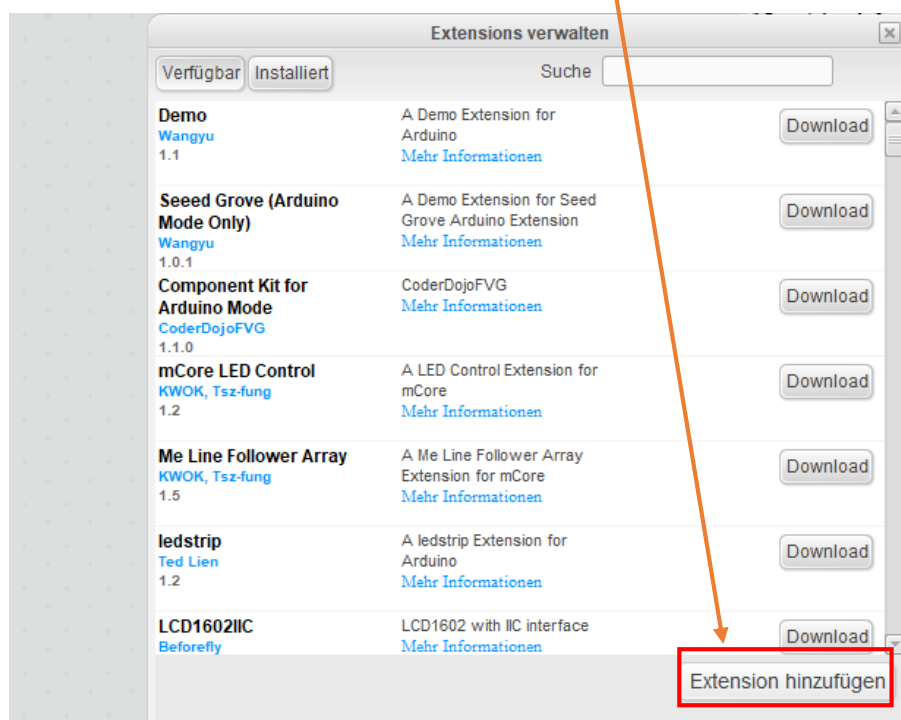 Extensions verwalten
Verfügbar Installiert Suche
Demo
Wangyu
1.1
A Demo Extension for
Arduino
Mehr Informationen
Download
Seeed Grove (Arduino
Mode Only)
Wangyu
1.0.1
A Demo Extension for Seed
Grove Arduino Extension
Mehr Informationen
Download
Component Kit for
Arduino Mode
CoderDojoFVG
1.1.0
CoderDojoFVG
Mehr Informationen
Download
mCore LED Control
KWOK, Tsz-fung
1.2
A LED Control Extension for
mCore
Mehr Informationen
Download
Me Line Follower Array
KWOK, Tsz-fung
1.5
A Me Line Follower Array
Extension for mCore
Mehr Informationen
Download
ledstrip
Ted Lien
1.2
A ledstrip Extension for
Arduino
Mehr Informationen
Download
LCD1602IIC
Beforefly
LCD1602 with IIC interface
Mehr Informationen
Download
Extension hinzufügen